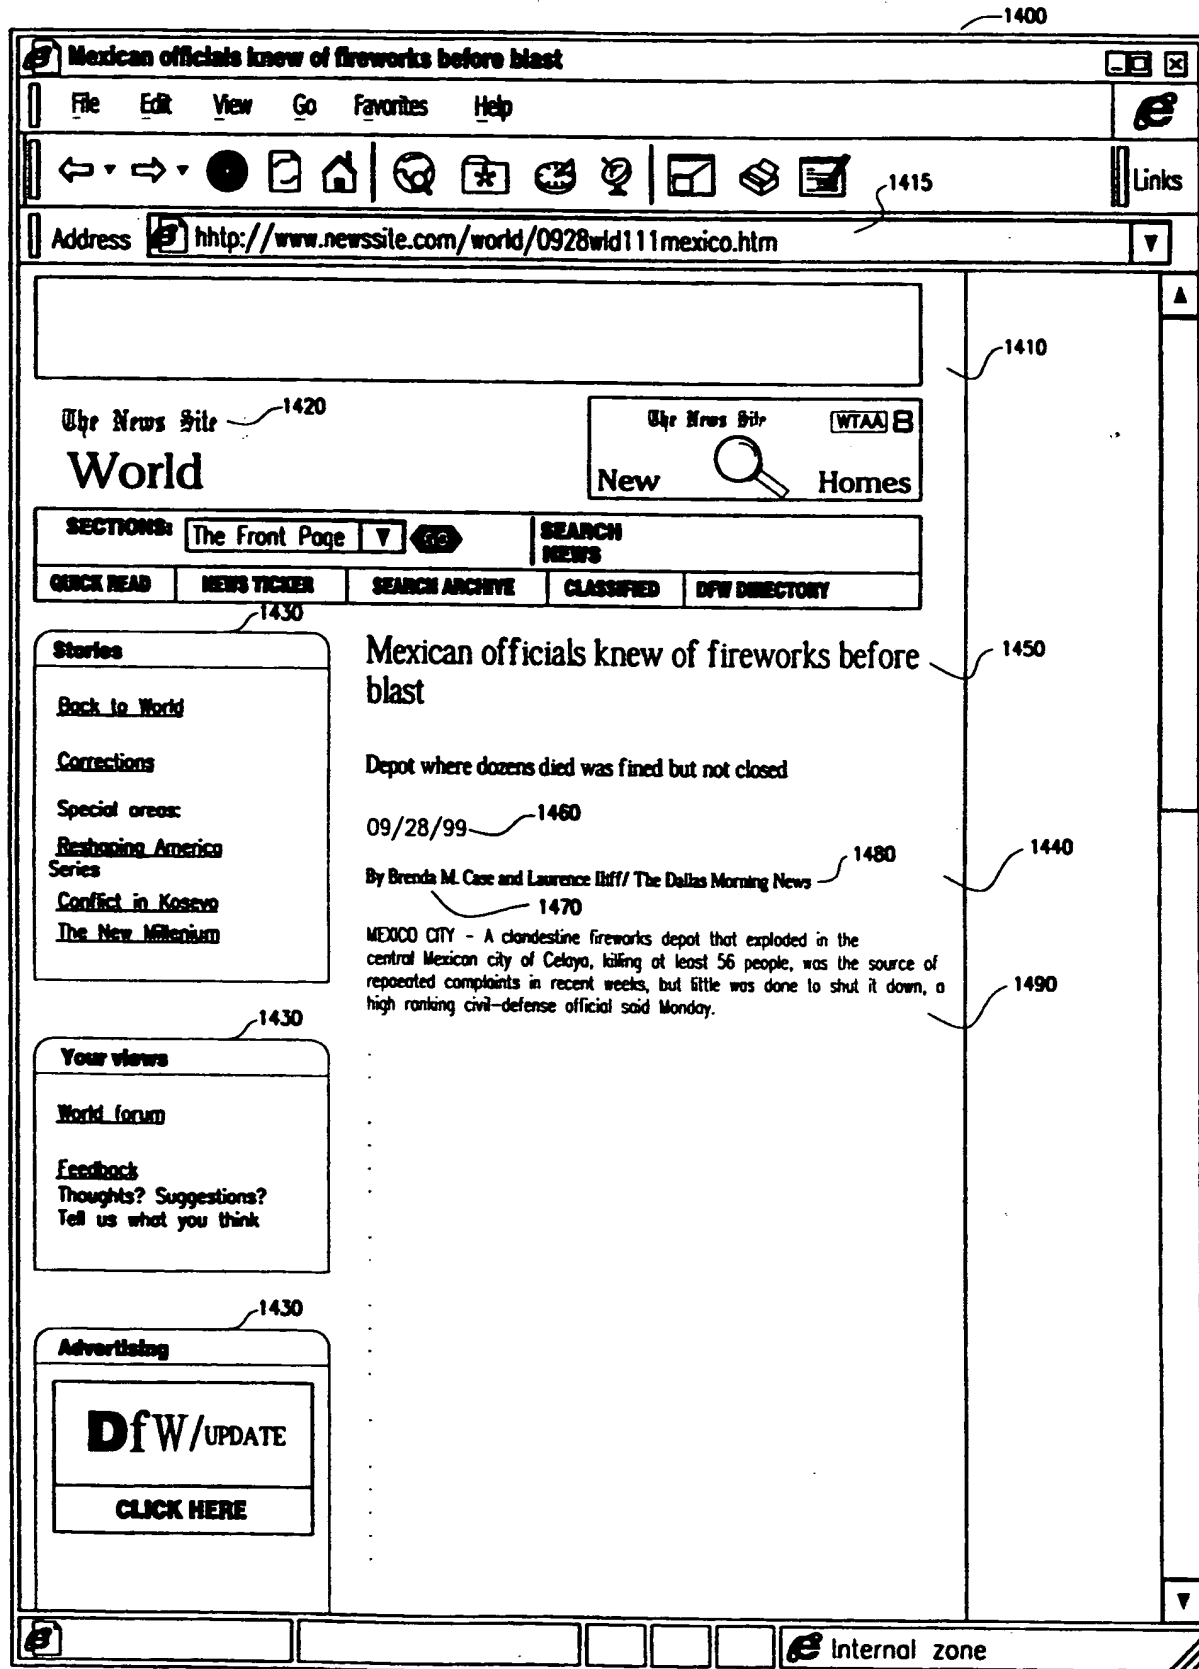 1400
Mexican officials knew of fireworks before blast
File Edit View Go Favorites Help
Links
1415
Address hhtp://www.newssite.com/world/0928wld111mexico.htm
1410
The News Site 1420
World
The News Site WTAA 8
New Homes
SECTIONS: The Front Page GO SEARCH
NEWS
QUICK READ NEWS TICKER SEARCH ARCHIVE CLASSIFIED DFW DIRECTORY
1430
Stories
Back to World
Corrections
Special areas:
Reshaping America
Series
Conflict in Kosevo
The New Millenium
Mexican officials knew of fireworks before
blast
1450
Depot where dozens died was fined but not closed
09/28/99 1460
1480
1440
By Brenda M. Case and Laurence Iliff/ The Dallas Morning News
1470
MEXICO CITY - A clandestine fireworks depot that exploded in the
central Mexican city of Celaya, killing at least 56 people, was the source of
repoeated complaints in recent weeks, but little was done to shut it down, a
high ranking civil-defense official said Monday.
1490
1430
Your views
World forum
Feedback
Thoughts? Suggestions?
Tell us what you think
1430
Advertising
DfW/UPDATE
CLICK HERE
Internal zone